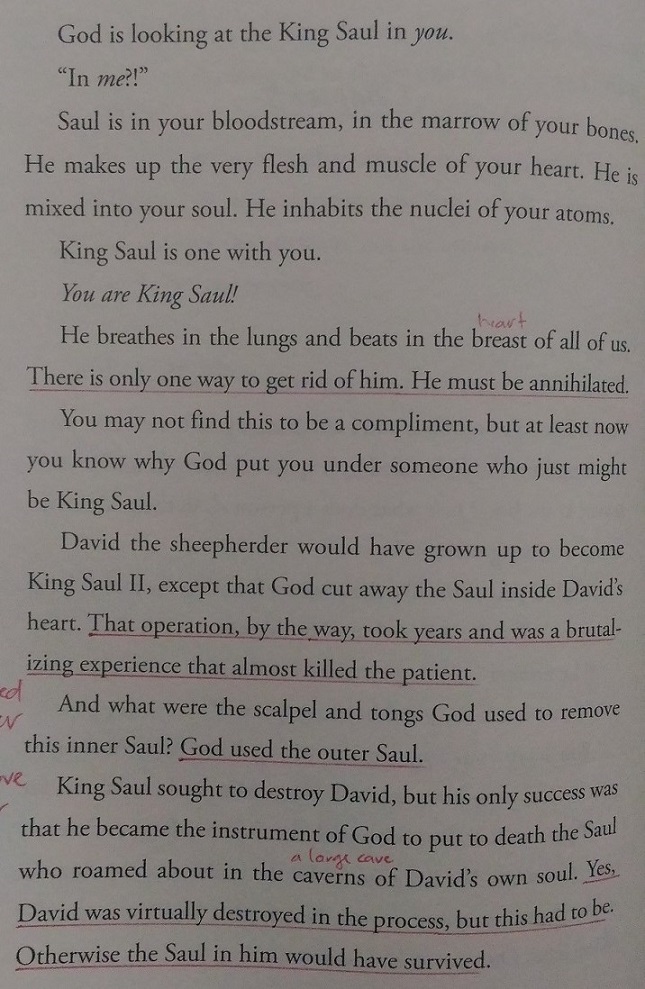 God is looking at the King Saul in you.
“In me?!”
Saul is in your bloodstream, in the marrow of your bones.
He makes up the very flesh and muscle of your heart. He is
mixed into your soul. He inhabits the nuclei of your atoms.
King Saul is one with you.
You are King Saul!
heart
He breathes in the lungs and beats in the breast of all of us.
There is only one way to get rid of him. He must be annihilated.
You may not find this to be a compliment, but at least now
you know why God put you under someone who just might
be King Saul.
David the sheepherder would have grown up to become
King Saul II, except that God cut away the Saul inside David’s
heart. That operation, by the way, took years and was a brutal-
izing experience that almost killed the patient.
And what were the scalpel and tongs God used to remove
this inner Saul? God used the outer Saul.
King Saul sought to destroy David, but his only success was
that he became the instrument of God to put to death the Saul
a large cave
who roamed about in the caverns of David’s own soul. Yes,
David was virtually destroyed in the process, but this had to be.
Otherwise the Saul in him would have survived.